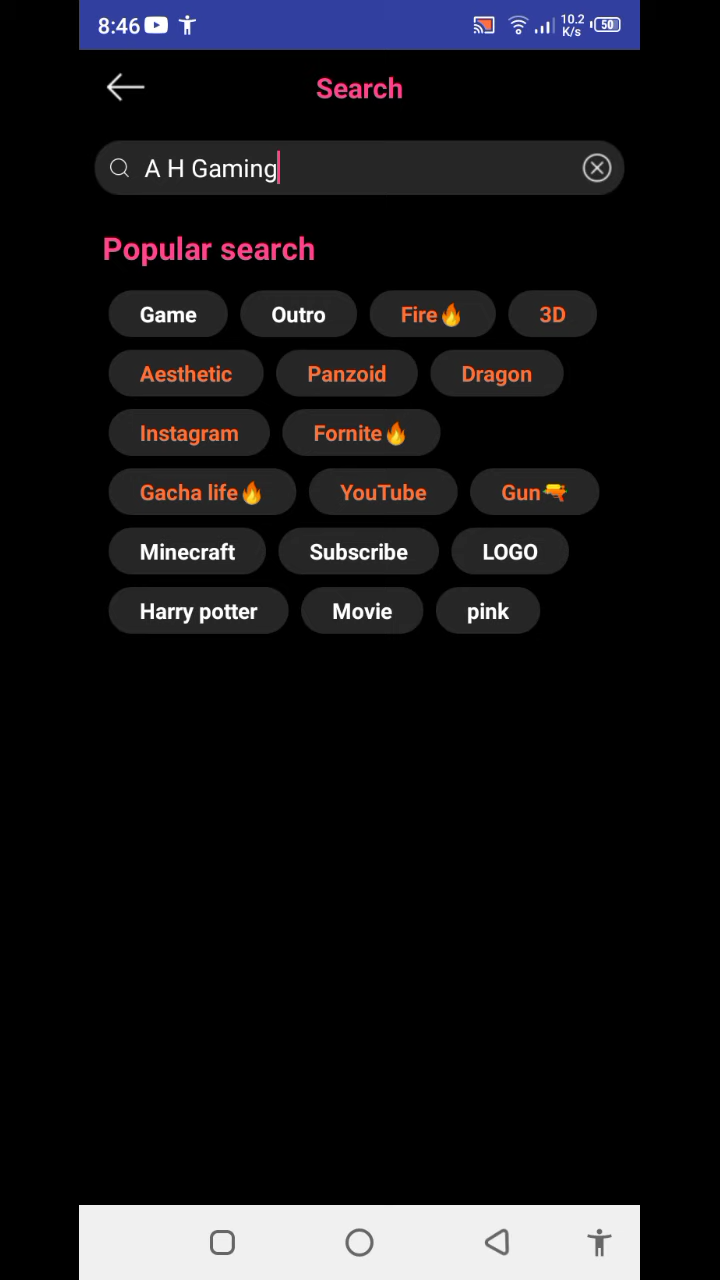 8:46 10.2 K/s 50
Search
A H Gaming
Popular search
Game Outro Fire🔥 3D
Aesthetic Panzoid Dragon
Instagram Fornite🔥
Gacha life🔥 YouTube Gun🔫
Minecraft Subscribe LOGO
Harry potter Movie pink